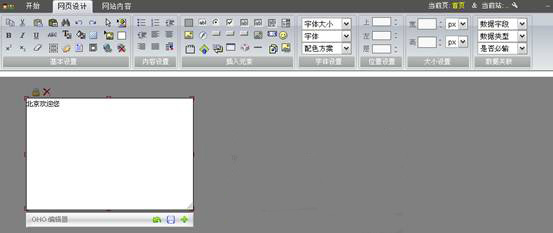 开始 网页设计 网站内容 当前页:首页 & 当前站:..
字体大小 上 宽 px 数据字段
字体 左 高 px 数据类型
配色方案 层 是否必输
基本设置 内容设置 插入元素 字体设置 位置设置 大小设置 数据关联
北京欢迎您
OHO 编辑器